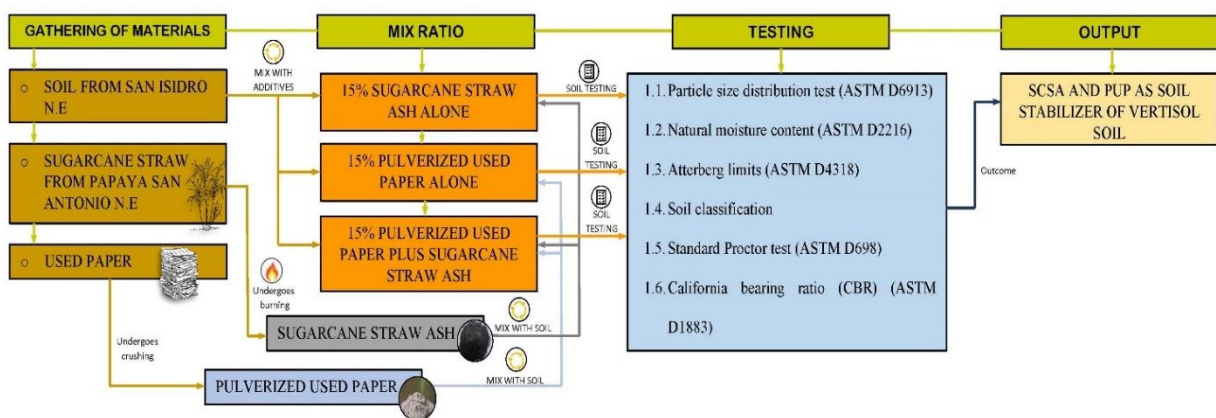 GATHERING OF MATERIALS
MIX RATIO
TESTING
OUTPUT
SOIL FROM SAN ISIDRO
N.E
SUGARCANE STRAW
FROM PAPAYA SAN
ANTONIO N.E
USED PAPER
MIX WITH
ADDITIVES
15% SUGARCANE STRAW
ASH ALONE
15% PULVERIZED USED
PAPER ALONE
15% PULVERIZED USED
PAPER PLUS SUGARCANE
STRAW ASH
SOIL TESTING
SOIL
TESTING
SOIL
TESTING
1.1. Particle size distribution test (ASTM D6913)
1.2. Natural moisture content (ASTM D2216)
1.3. Atterberg limits (ASTM D4318)
1.4. Soil classification
1.5. Standard Proctor test (ASTM D698)
1.6. California bearing ratio (CBR) (ASTM
D1883)
Outcome
SCSA AND PUP AS SOIL
STABILIZER OF VERTISOL
SOIL
Undergoes
burning
SUGARCANE STRAW ASH
MIX WITH SOIL
Undergoes
crushing
PULVERIZED USED PAPER
MIX WITH SOIL